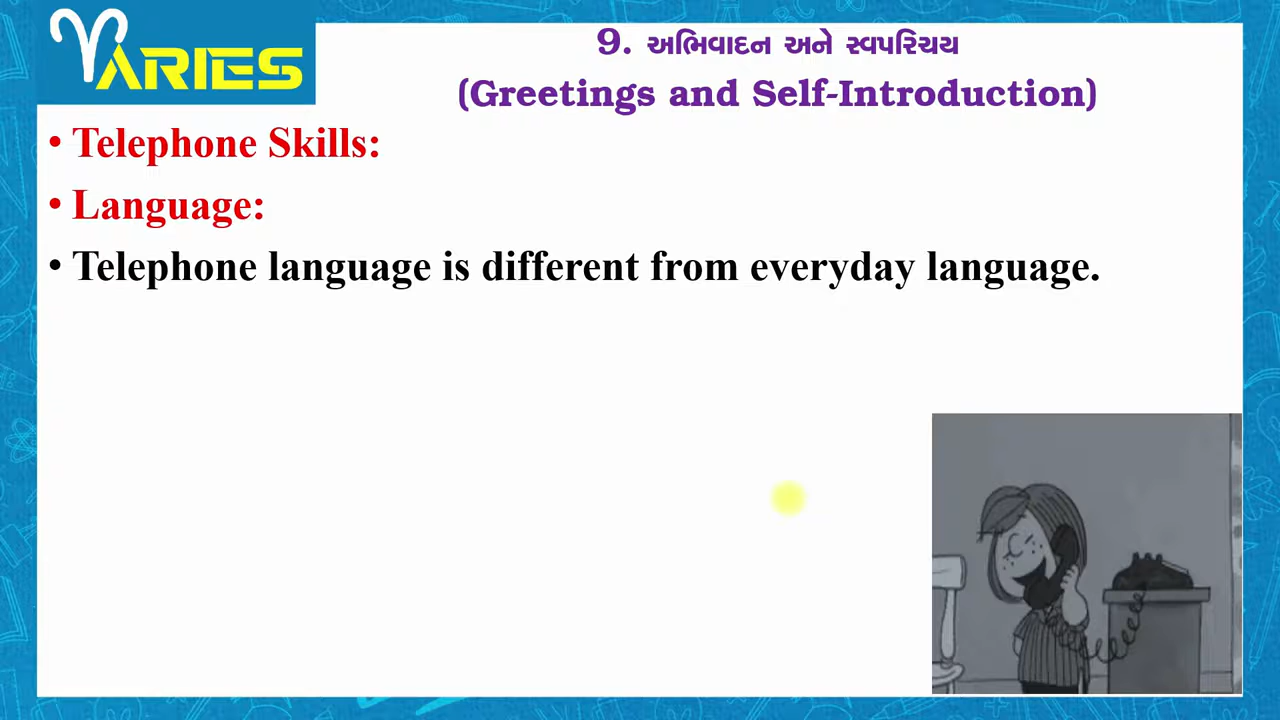 ARIES
9. અભિવાદન અને સ્વપરિચય
(Greetings and Self-Introduction)
• Telephone Skills:
• Language:
• Telephone language is different from everyday language.